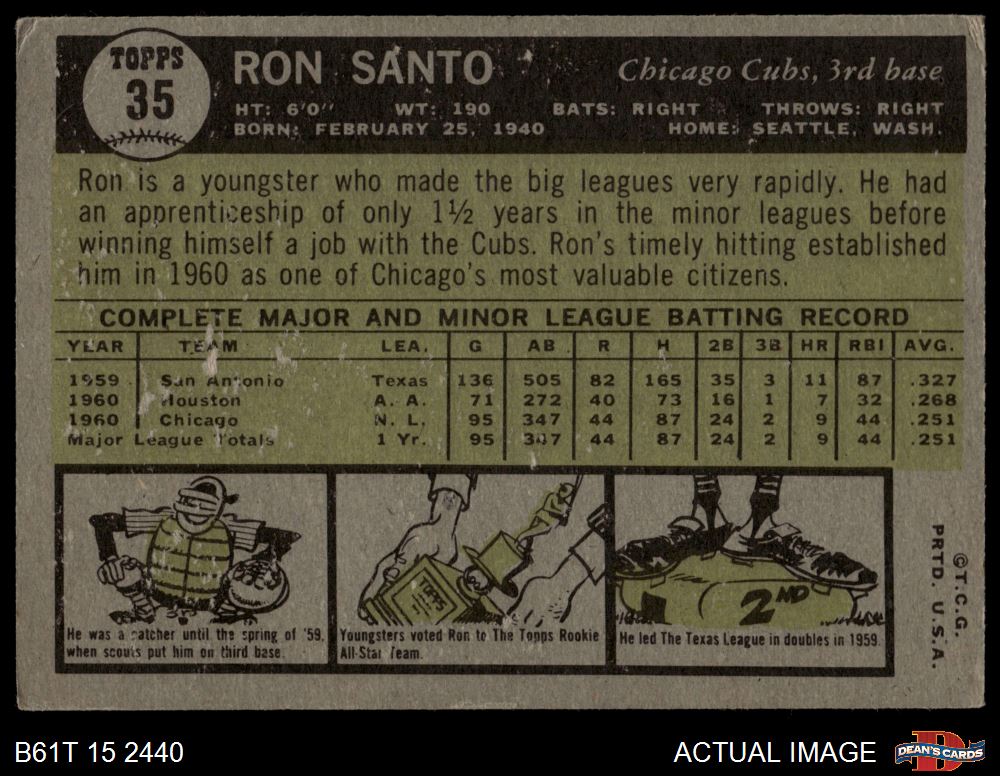 TOPPS
35
RON SANTO
Chicago Cubs, 3rd base
HT: 6'0" WT: 190 BATS: RIGHT THROWS: RIGHT
BORN: FEBRUARY 25, 1940 HOME: SEATTLE, WASH.
Ron is a youngster who made the big leagues very rapidly. He had
an apprenticeship of only 1½ years in the minor leagues before
winning himself a job with the Cubs. Ron's timely hitting established
him in 1960 as one of Chicago's most valuable citizens.
COMPLETE MAJOR AND MINOR LEAGUE BATTING RECORD
YEAR TEAM LEA. G AB R H 2B 3B HR RBI AVG.
1959 San Antonio Texas 136 505 82 165 35 3 11 87 .327
1960 Houston A. A. 71 272 40 73 16 1 7 32 .268
1960 Chicago N. L. 95 347 44 87 24 2 9 44 .251
Major League Totals 1 Yr. 95 347 44 87 24 2 9 44 .251
TOPPS
2ND
He was a catcher until the spring of '59,
when scouts put him on third base.
Youngsters voted Ron to The Topps Rookie
All-Star Team.
He led The Texas League in doubles in 1959.
©T.C.G.
PRTD. U.S.A.
B61T 15 2440
ACTUAL IMAGE
D
DEAN'S CARDS